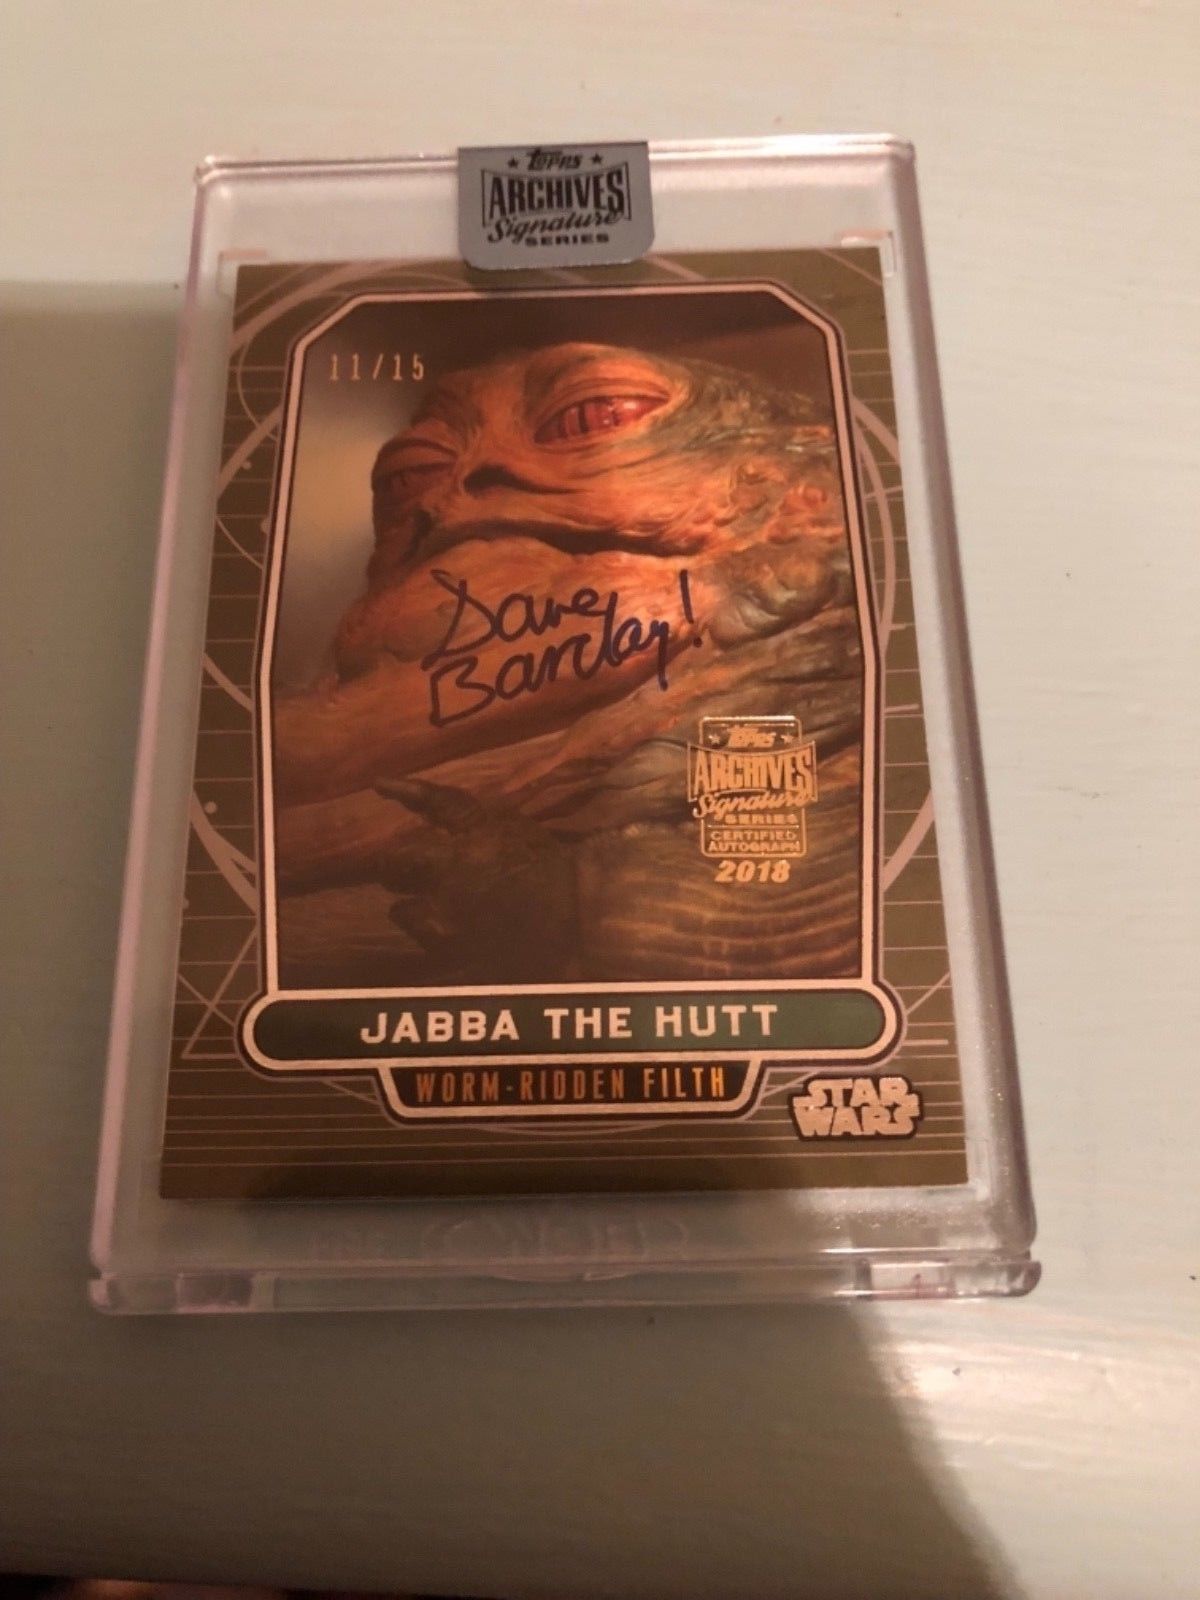 ★ Topps ★
ARCHIVES
Signature
SERIES
11/15
Dave
Barclay!
★ Topps ★
ARCHIVES
Signature
SERIES
CERTIFIED
AUTOGRAPH
2018
JABBA THE HUTT
WORM-RIDDEN FILTH
STAR
WARS